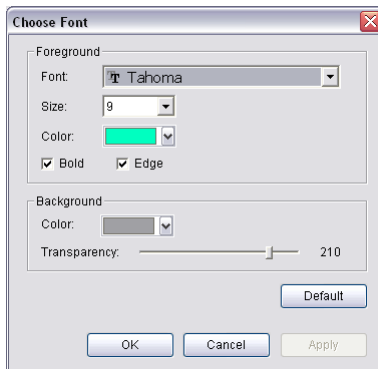 Choose Font
Foreground
Font: Tahoma
Size: 9
Color:
Bold Edge
Background
Color:
Transparency: 210
Default
OK Cancel Apply